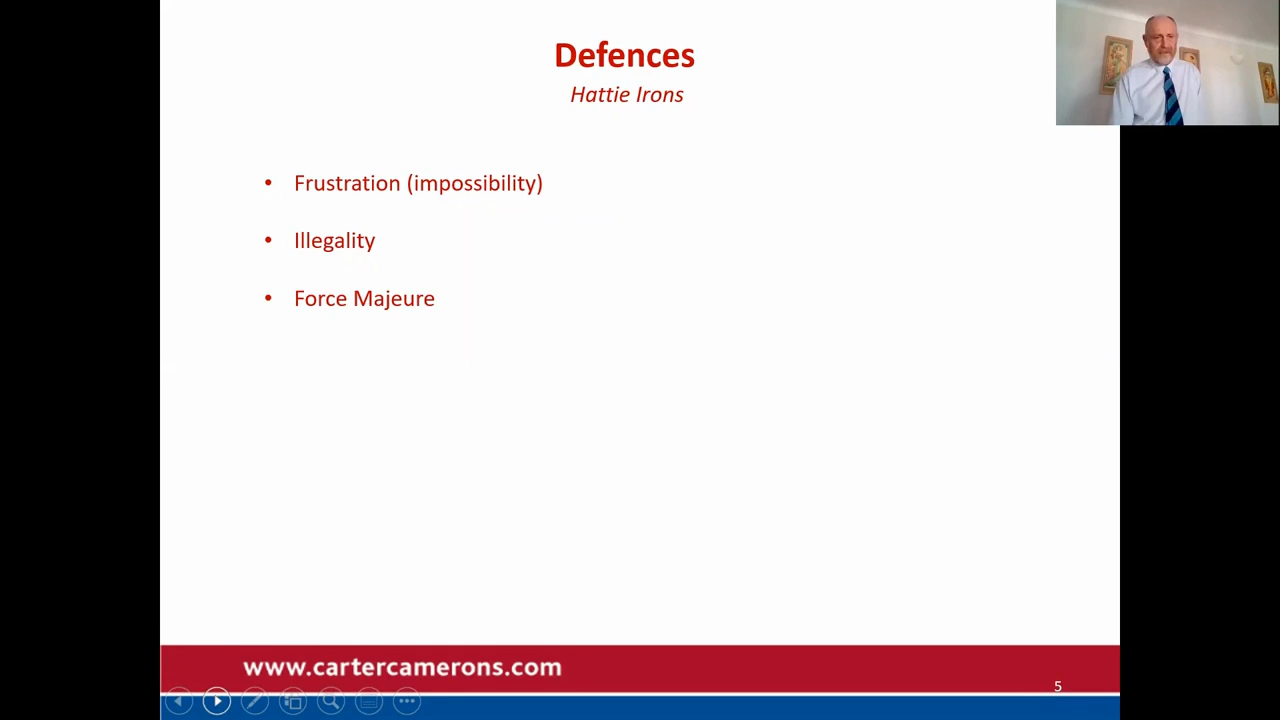 Defences
Hattie Irons
• Frustration (impossibility)
• Illegality
• Force Majeure
www.cartercamerons.com
5